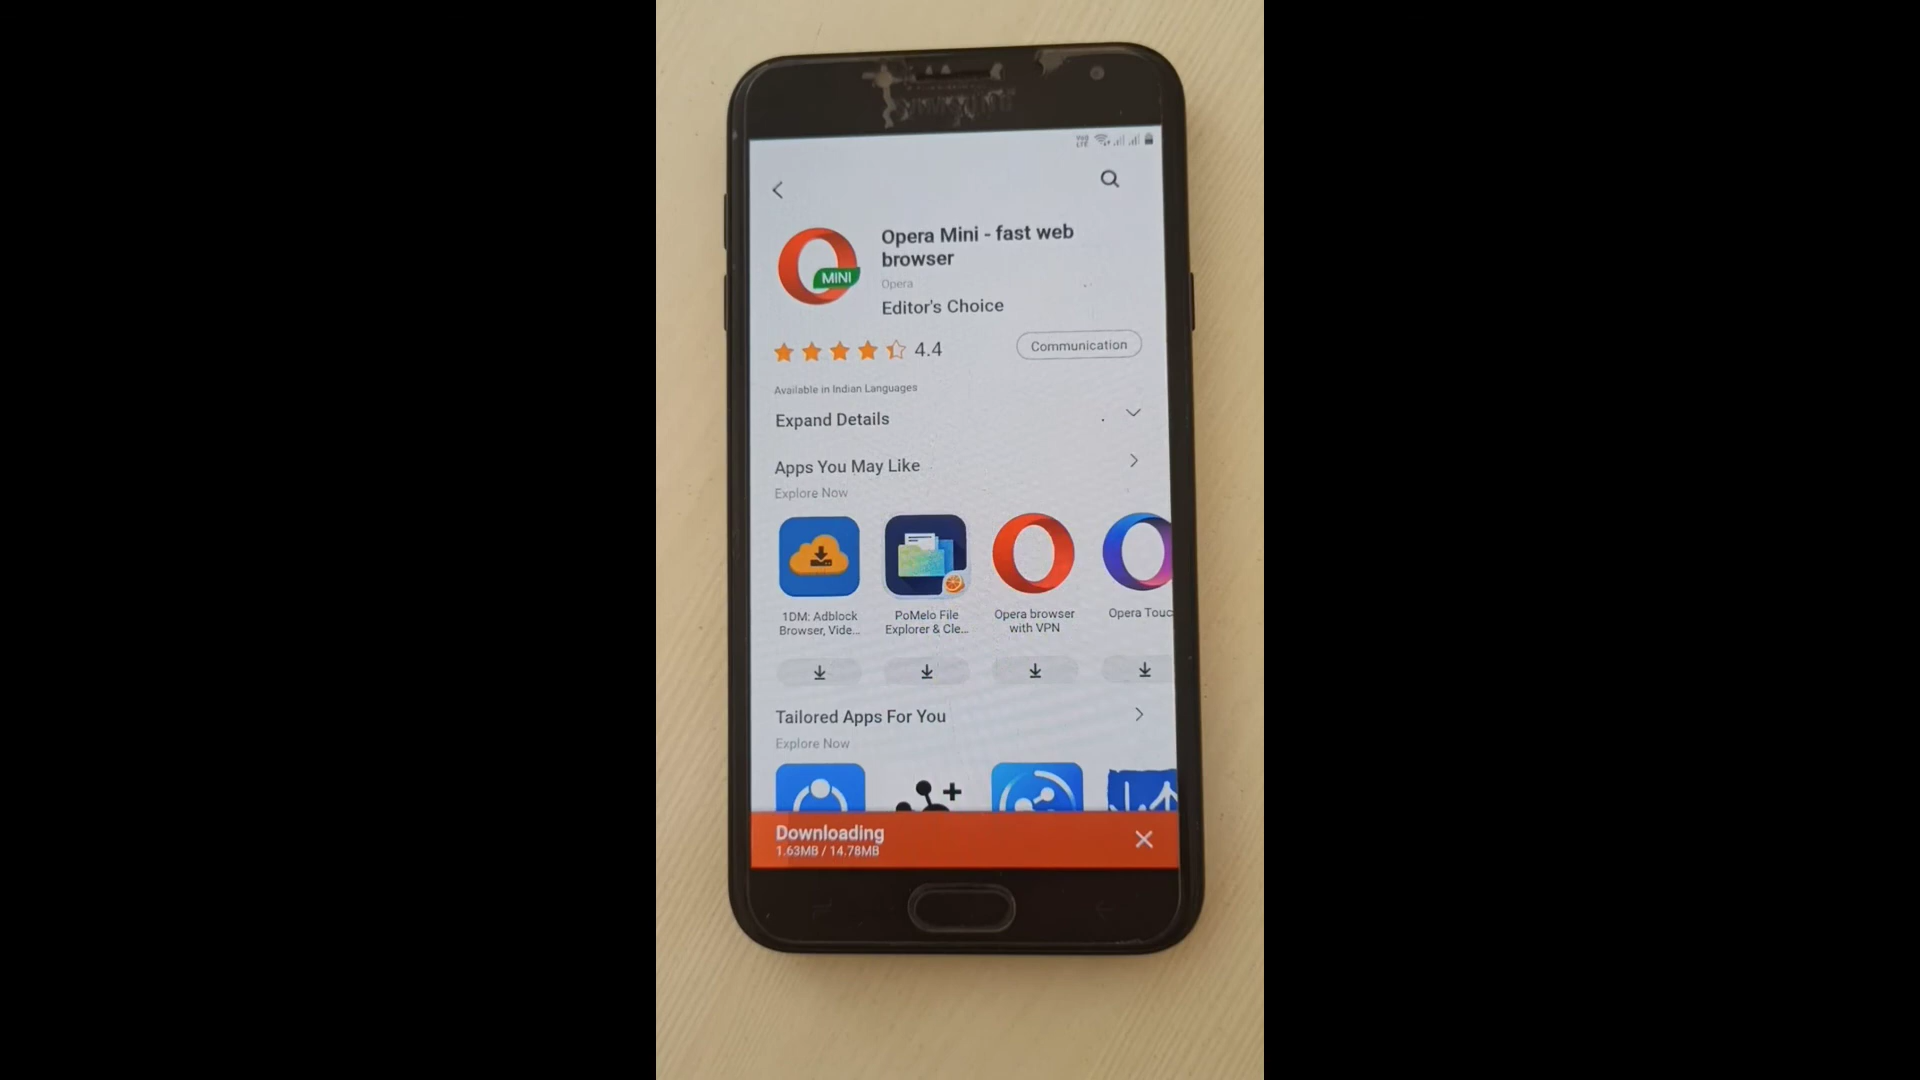 Opera Mini - fast web
browser
Opera
Editor's Choice
MINI
4.4
Communication
Available in Indian Languages
Expand Details
Apps You May Like
Explore Now
1DM: Adblock
Browser, Vide...
PoMelo File
Explorer & Cle...
Opera browser
with VPN
Opera Touc
Tailored Apps For You
Explore Now
Downloading
1.63MB / 14.78MB